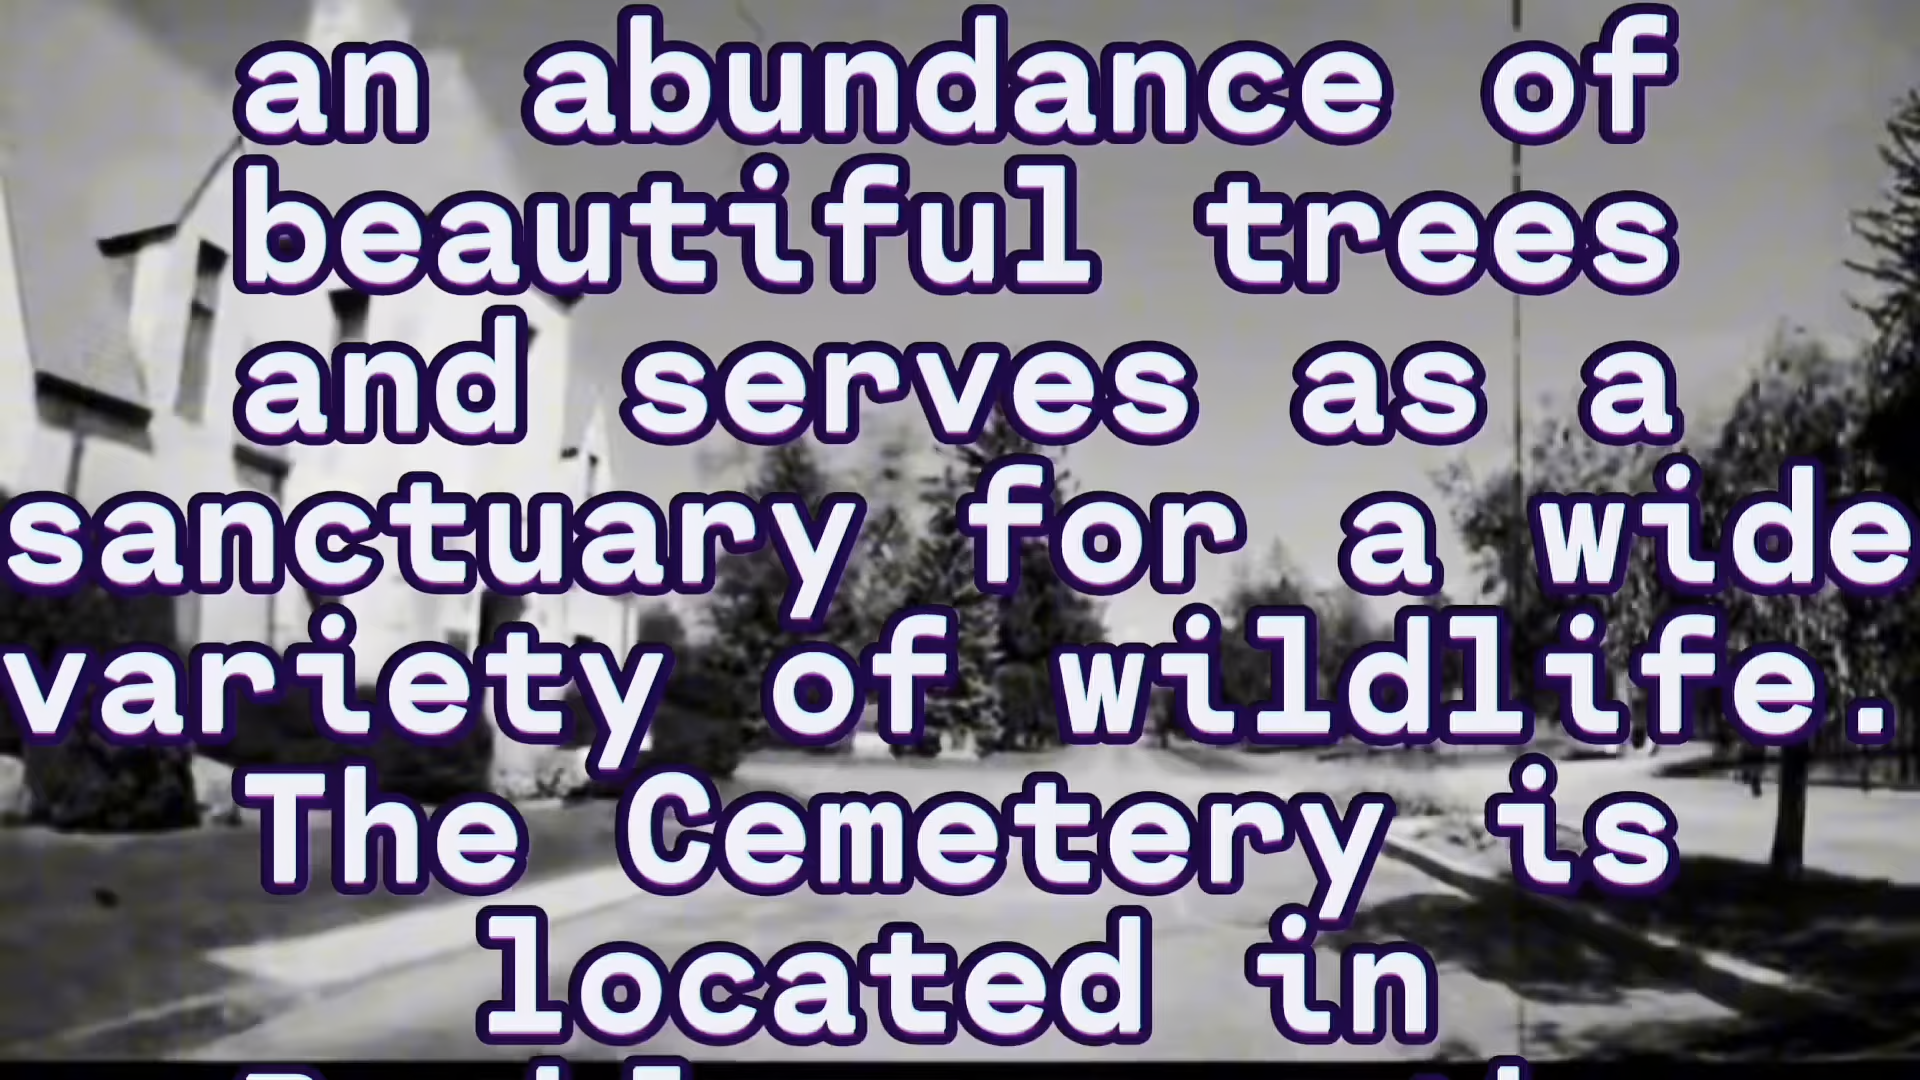 an abundance of
beautiful trees
and serves as a
sanctuary for a wide
variety of wildlife.
The Cemetery is
located in